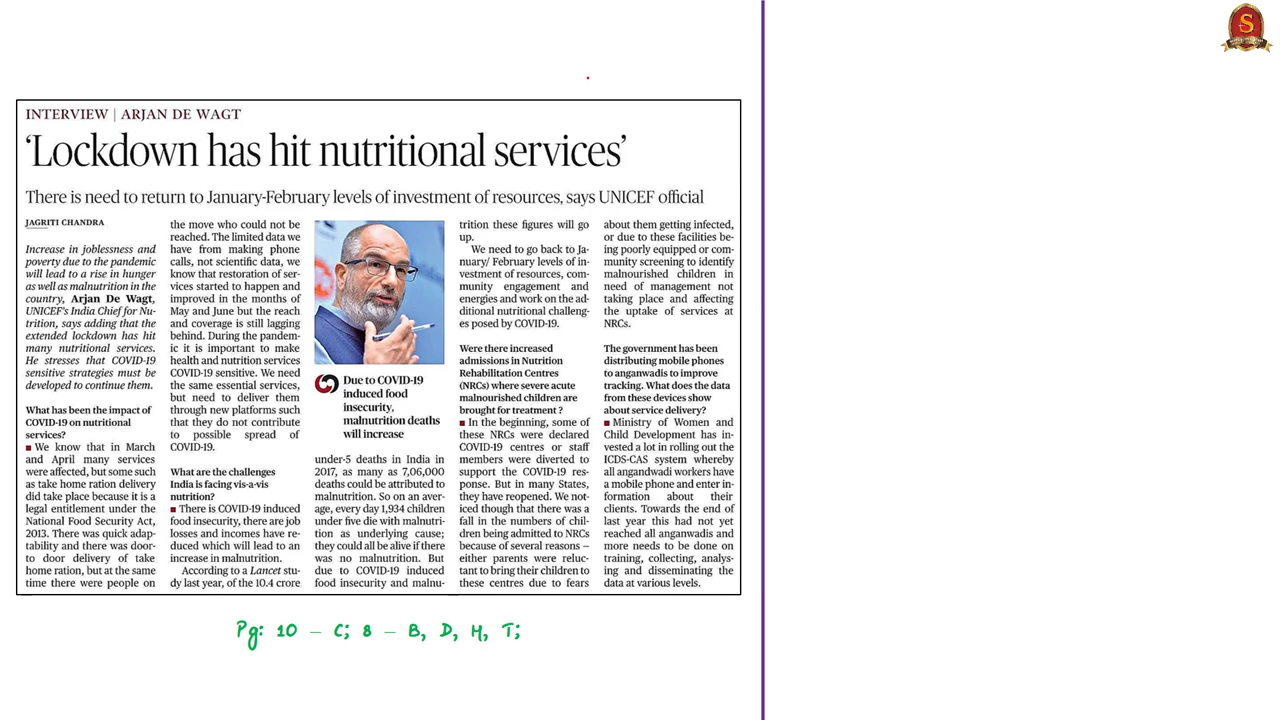 INTERVIEW | ARJAN DE WAGT
‘Lockdown has hit nutritional services’
There is need to return to January-February levels of investment of resources, says UNICEF official
JAGRITI CHANDRA
Increase in joblessness and
poverty due to the pandemic
will lead to a rise in hunger
as well as malnutrition in the
country, Arjan De Wagt,
UNICEF’s India Chief for Nu-
trition, says adding that the
extended lockdown has hit
many nutritional services.
He stresses that COVID-19
sensitive strategies must be
developed to continue them.
What has been the impact of
COVID-19 on nutritional
services?
■ We know that in March
and April many services
were affected, but some such
as take home ration delivery
did take place because it is a
legal entitlement under the
National Food Security Act,
2013. There was quick adap-
tability and there was door-
to door delivery of take
home ration, but at the same
time there were people on
the move who could not be
reached. The limited data we
have from making phone
calls, not scientific data, we
know that restoration of ser-
vices started to happen and
improved in the months of
May and June but the reach
and coverage is still lagging
behind. During the pandem-
ic it is important to make
health and nutrition services
COVID-19 sensitive. We need
the same essential services,
but need to deliver them
through new platforms such
that they do not contribute
to possible spread of
COVID-19.
What are the challenges
India is facing vis-a-vis
nutrition?
■ There is COVID-19 induced
food insecurity, there are job
losses and incomes have re-
duced which will lead to an
increase in malnutrition.
According to a Lancet stu-
dy last year, of the 10.4 crore
Due to COVID-19
induced food
insecurity,
malnutrition deaths
will increase
under-5 deaths in India in
2017, as many as 7,06,000
deaths could be attributed to
malnutrition. So on an aver-
age, every day 1,934 children
under five die with malnutri-
tion as underlying cause;
they could all be alive if there
was no malnutrition. But
due to COVID-19 induced
food insecurity and malnu-
trition these figures will go
up.
We need to go back to Ja-
nuary/ February levels of in-
vestment of resources, com-
munity engagement and
energies and work on the ad-
ditional nutritional challeng-
es posed by COVID-19.
Were there increased
admissions in Nutrition
Rehabilitation Centres
(NRCs) where severe acute
malnourished children are
brought for treatment ?
■ In the beginning, some of
these NRCs were declared
COVID-19 centres or staff
members were diverted to
support the COVID-19 res-
ponse. But in many States,
they have reopened. We not-
iced though that there was a
fall in the numbers of chil-
dren being admitted to NRCs
because of several reasons –
either parents were reluc-
tant to bring their children to
these centres due to fears
about them getting infected,
or due to these facilities be-
ing poorly equipped or com-
munity screening to identify
malnourished children in
need of management not
taking place and affecting
the uptake of services at
NRCs.
The government has been
distributing mobile phones
to anganwadis to improve
tracking. What does the data
from these devices show
about service delivery?
■ Ministry of Women and
Child Development has in-
vested a lot in rolling out the
ICDS-CAS system whereby
all angandwadi workers have
a mobile phone and enter in-
formation about their
clients. Towards the end of
last year this had not yet
reached all anganwadis and
more needs to be done on
training, collecting, analys-
ing and disseminating the
data at various levels.
Pg: 10 – C; 8 – B, D, H, T;
S